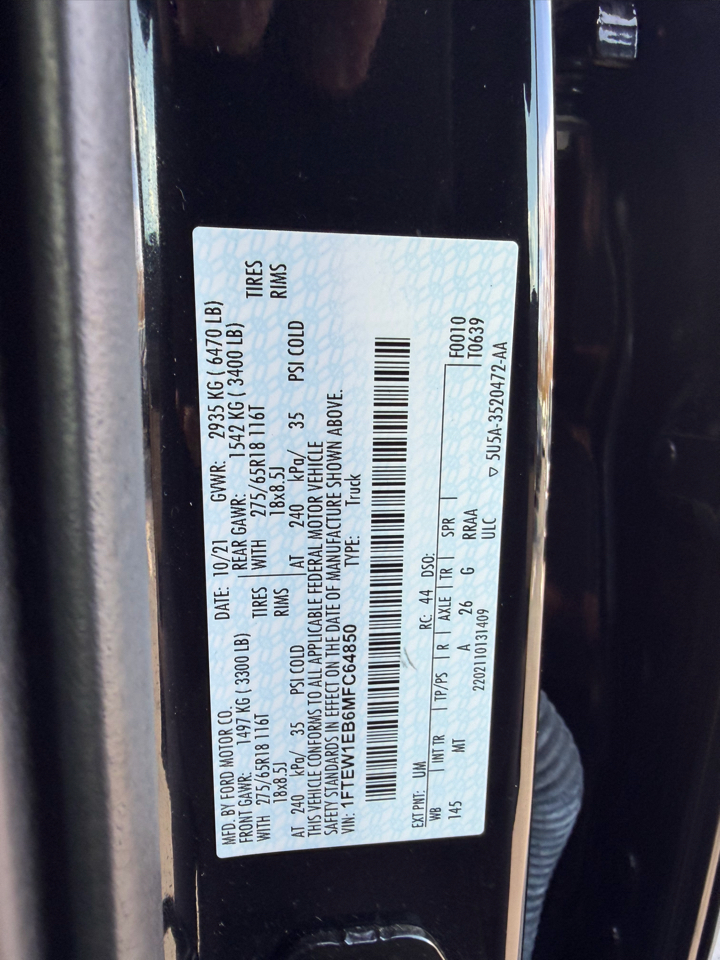 MFD. BY FORD MOTOR CO.
DATE: 10/21 GVWR: 2935 KG ( 6470 LB)
FRONT GAWR: 1497 KG ( 3300 LB) REAR GAWR: 1542 KG ( 3400 LB)
WITH 275/65R18 116T TIRES WITH 275/65R18 116T TIRES
18x8.5J RIMS 18x8.5J RIMS
AT 240 kPa/ 35 PSI COLD AT 240 kPa/ 35 PSI COLD
THIS VEHICLE CONFORMS TO ALL APPLICABLE FEDERAL MOTOR VEHICLE
SAFETY STANDARDS IN EFFECT ON THE DATE OF MANUFACTURE SHOWN ABOVE.
VIN: 1FTEW1EB6MFC64850 TYPE: Truck
EXT PNT: UM RC: 44 DSO: F0010
WB INT TR TP/PS R AXLE TR SPR T0639
145 MT A 26 G RRAA
2202110131409 ULC ▽ 5U5A-3520472-AA